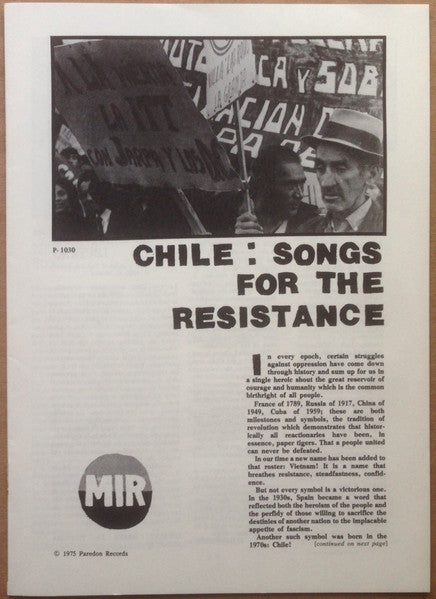 LA ITT
CON JARPA Y LOS
CA Y SOB
P- 1030
CHILE : SONGS
FOR THE
RESISTANCE
In every epoch, certain struggles
against oppression have come down
through history and sum up for us in
a single heroic shout the great reservoir of
courage and humanity which is the common
birthright of all people.
France of 1789, Russia of 1917, China of
1949, Cuba of 1959; these are both
milestones and symbols, the tradition of
revolution which demonstrates that histor-
ically all reactionaries have been, in
essence, paper tigers. That a people united
can never be defeated.
In our time a new name has been added to
that roster: Vietnam! It is a name that
breathes resistance, steadfastness, confid-
ence.
But not every symbol is a victorious one.
In the 1930s, Spain became a word that
reflected both the heroism of the people and
the perfidy of those willing to sacrifice the
destinies of another nation to the implacable
appetite of fascism.
Another such symbol was born in the
1970s: Chile! [continued on next page]
MIR
© 1975 Paredon Records